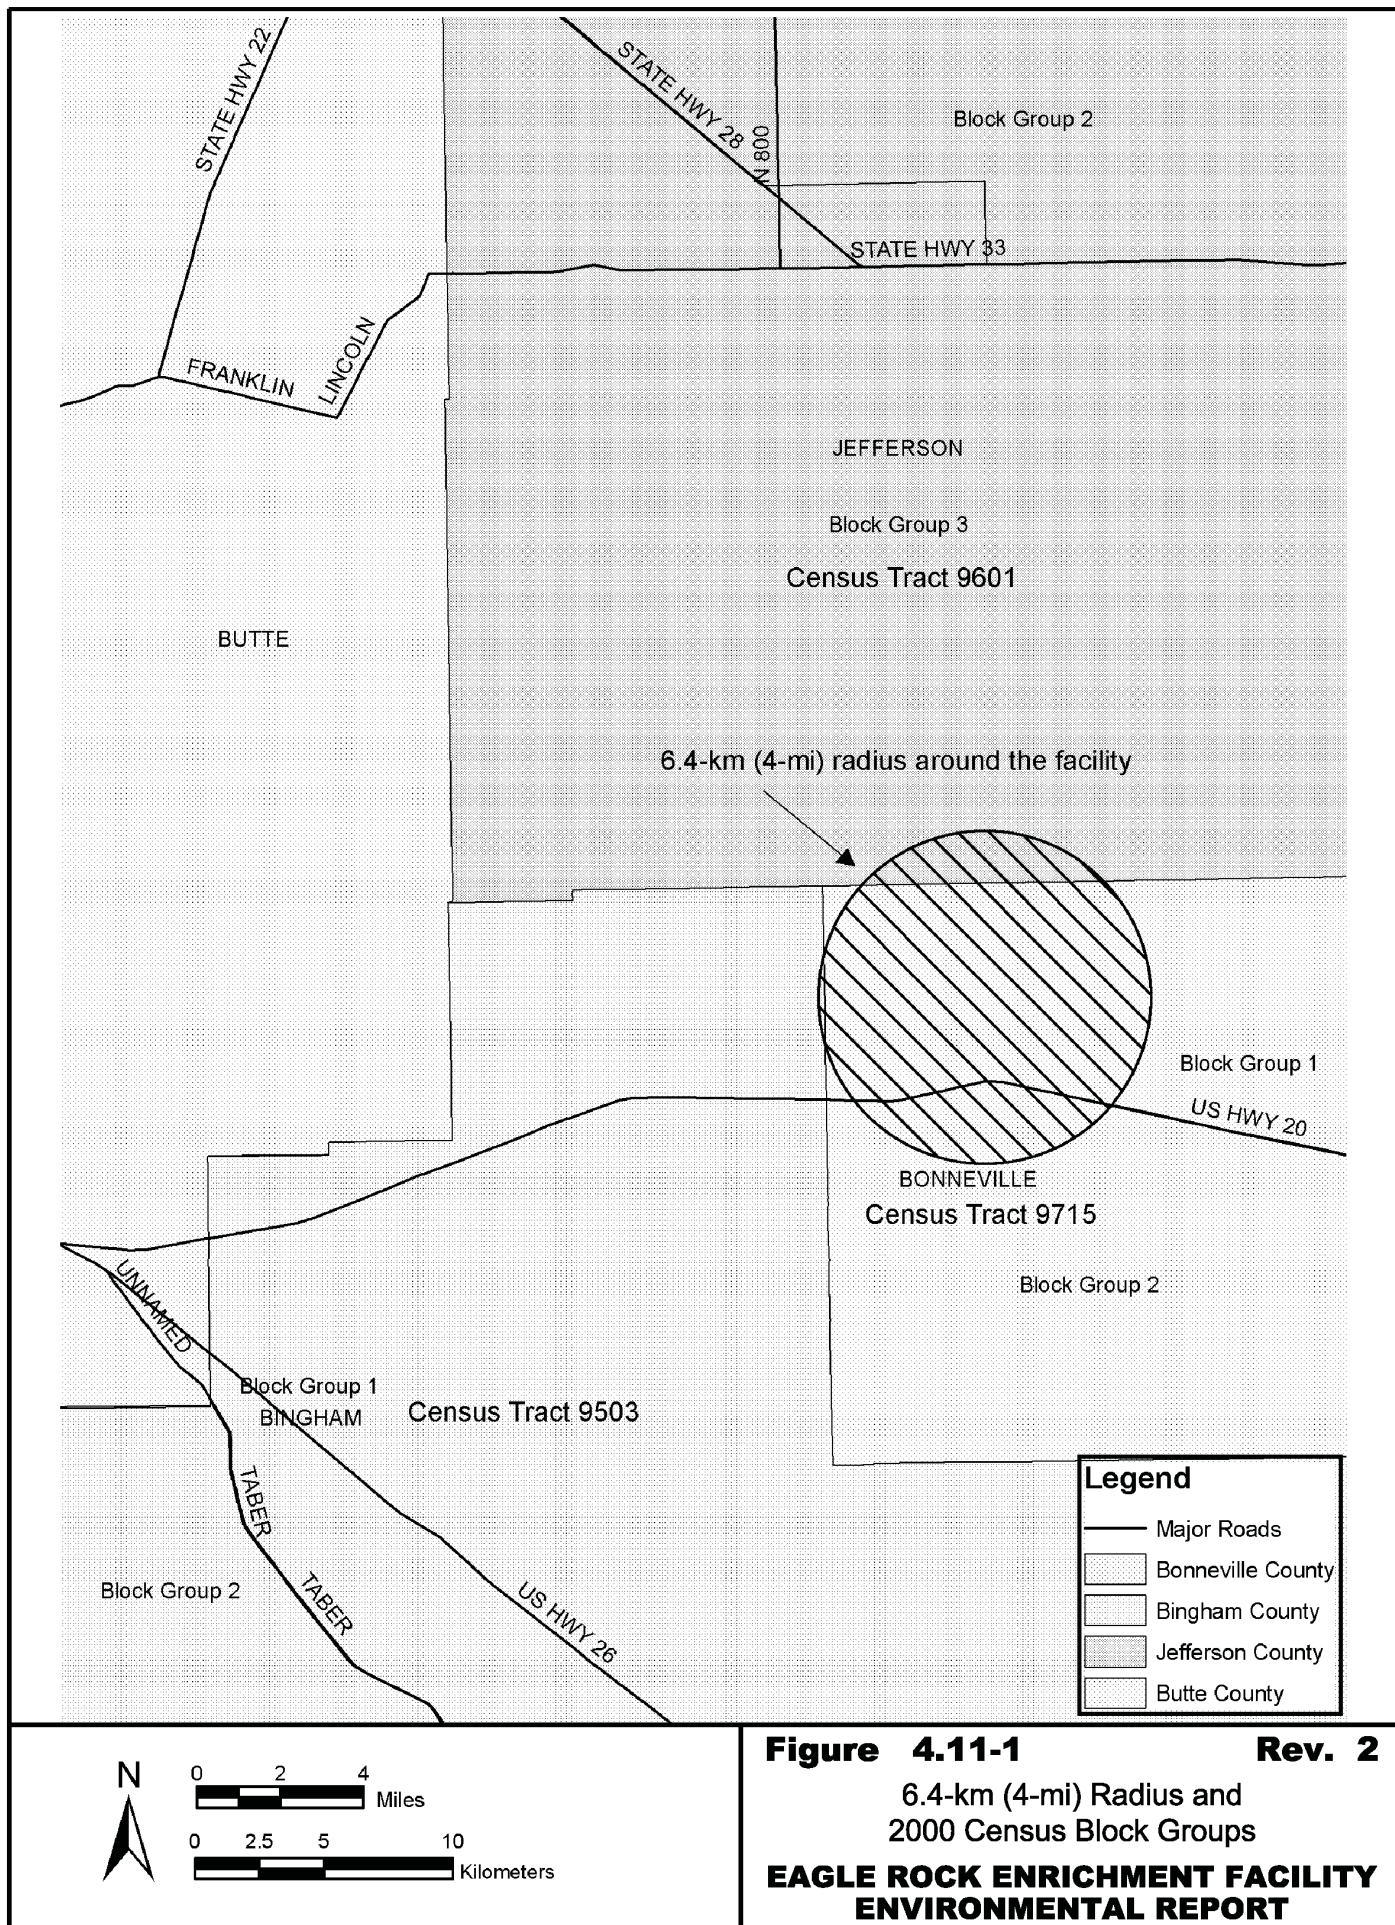 STATE HWY 22
STATE HWY 28
N 800
Block Group 2
STATE HWY 33
FRANKLIN
LINCOLN
JEFFERSON
Block Group 3
Census Tract 9601
BUTTE
6.4-km (4-mi) radius around the facility
Block Group 1
US HWY 20
BONNEVILLE
Census Tract 9715
Block Group 2
UNNAMED
Block Group 1
BINGHAM
Census Tract 9503
TABER
TABER
Block Group 2
US HWY 26
Legend
Major Roads
Bonneville County
Bingham County
Jefferson County
Butte County
N
0 2 4
Miles
0 2.5 5 10
Kilometers
Figure 4.11-1 Rev. 2
6.4-km (4-mi) Radius and
2000 Census Block Groups
EAGLE ROCK ENRICHMENT FACILITY
ENVIRONMENTAL REPORT